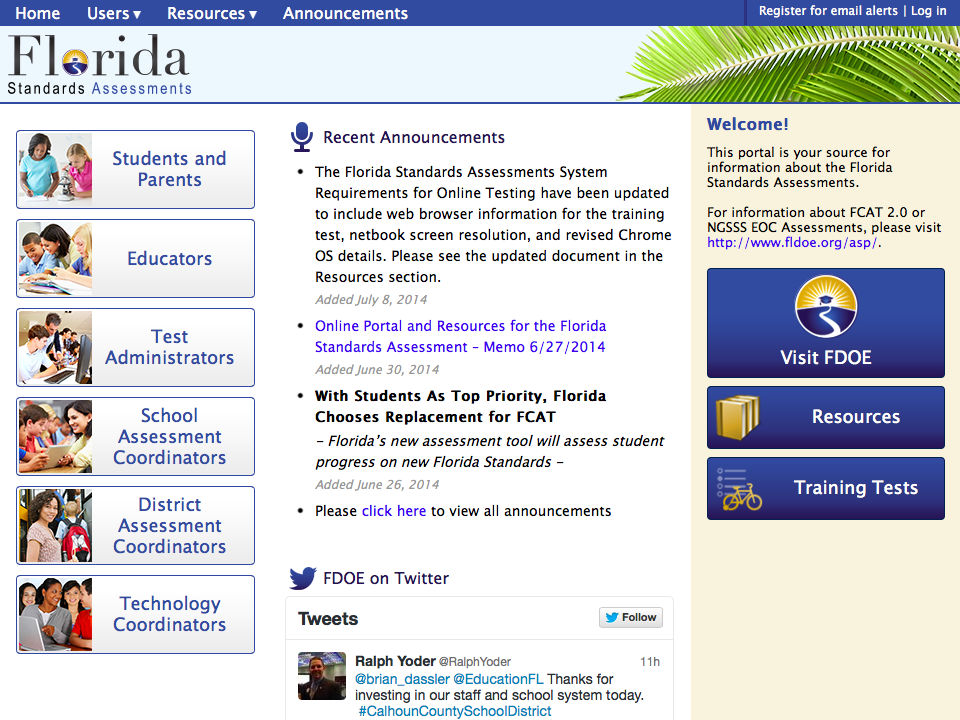 Home Users ▾ Resources ▾ Announcements Register for email alerts | Log in
Florida
Standards Assessments
Students and
Parents
Educators
Test
Administrators
School
Assessment
Coordinators
District
Assessment
Coordinators
Technology
Coordinators
Recent Announcements
• The Florida Standards Assessments System
Requirements for Online Testing have been updated
to include web browser information for the training
test, netbook screen resolution, and revised Chrome
OS details. Please see the updated document in the
Resources section.
Added July 8, 2014
• Online Portal and Resources for the Florida
Standards Assessment – Memo 6/27/2014
Added June 30, 2014
• With Students As Top Priority, Florida
Chooses Replacement for FCAT
– Florida's new assessment tool will assess student
progress on new Florida Standards –
Added June 26, 2014
• Please click here to view all announcements
FDOE on Twitter
Tweets Follow
Ralph Yoder @RalphYoder 11h
@brian_dassler @EducationFL Thanks for
investing in our staff and school system today.
#CalhounCountySchoolDistrict
Welcome!
This portal is your source for
information about the Florida
Standards Assessments.
For information about FCAT 2.0 or
NGSSS EOC Assessments, please visit
http://www.fldoe.org/asp/.
Visit FDOE
Resources
Training Tests